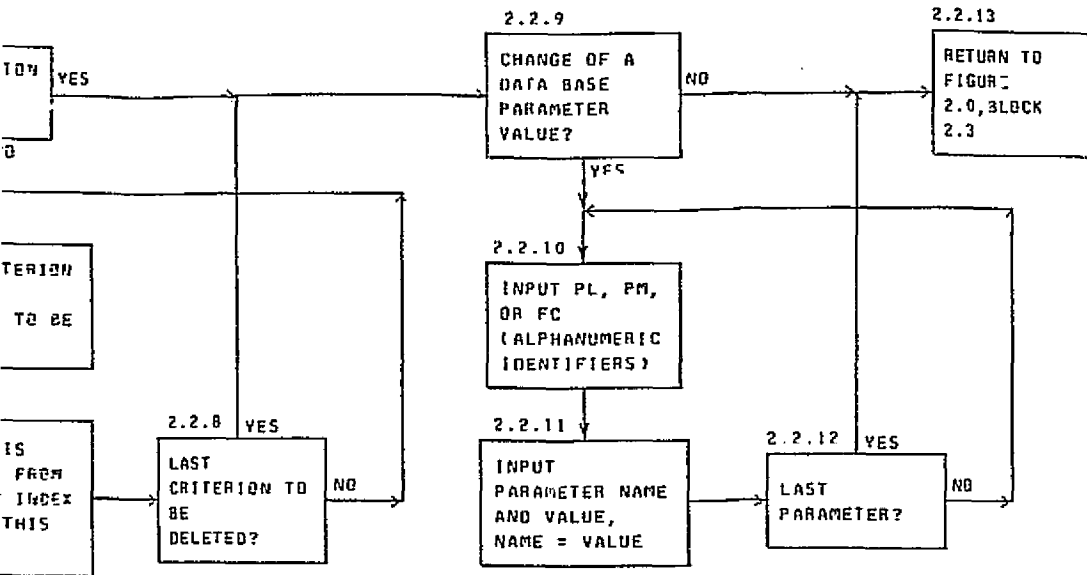 2.2.9
CHANGE OF A
DATA BASE
PARAMETER
VALUE?
NO
YES
2.2.13
RETURN TO
FIGURE
2.0, BLOCK
2.3
YES
TERION
TO BE
2.2.10
INPUT PL, PM,
OR FC
(ALPHANUMERIC
IDENTIFIERS)
IS
FROM
INDEX
THIS
2.2.8
YES
LAST
CRITERION TO
BE
DELETED?
NO
2.2.11
INPUT
PARAMETER NAME
AND VALUE,
NAME = VALUE
2.2.12
YES
LAST
PARAMETER?
NO